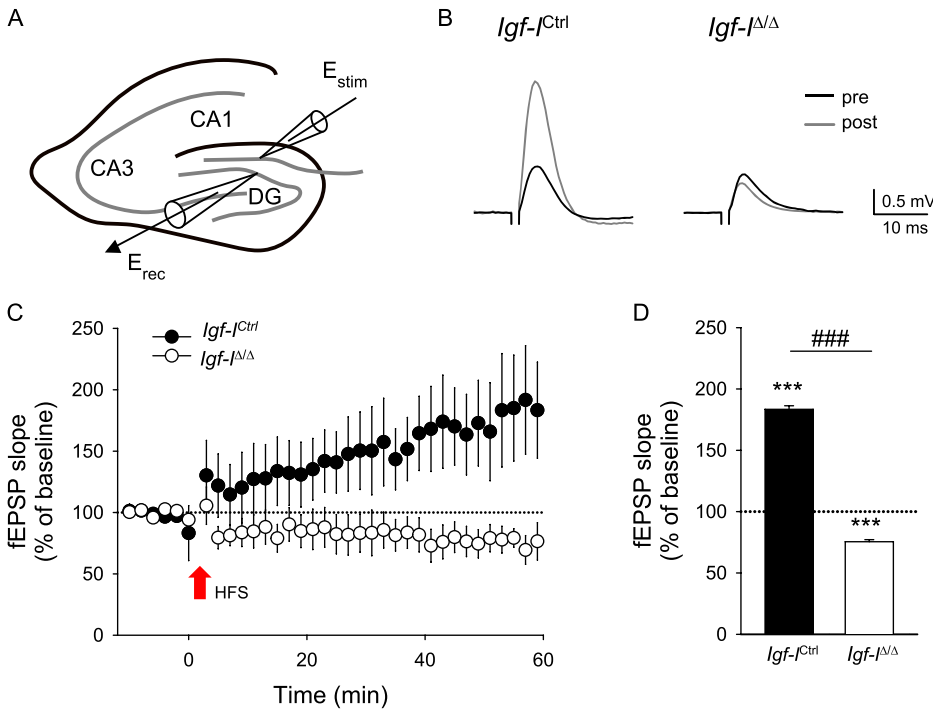 A
E_stim
CA1
CA3
DG
E_rec
B
Igf-I^Ctrl
Igf-I^Δ/Δ
pre
post
0.5 mV
10 ms
C
Igf-I^Ctrl
Igf-I^Δ/Δ
fEPSP slope
(% of baseline)
250
200
150
100
50
0
HFS
0
20
40
60
Time (min)
D
fEPSP slope
(% of baseline)
250
200
150
100
50
0
###
***
***
Igf-I^Ctrl
Igf-I^Δ/Δ